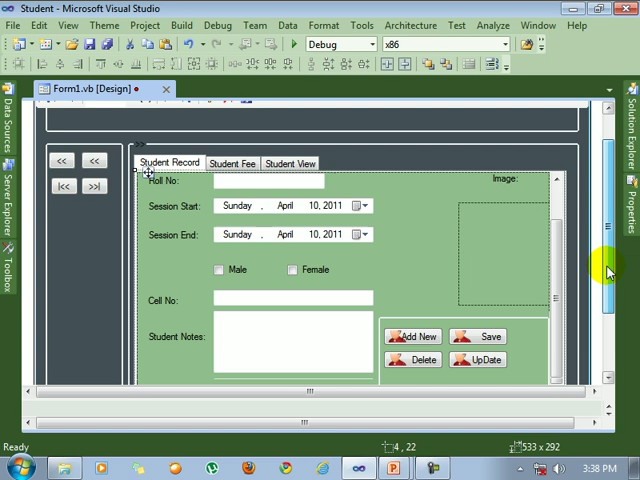 Student - Microsoft Visual Studio
File Edit View Theme Project Build Debug Team Data Format Tools Architecture Test Analyze Window Help
Debug x86
Form1.vb [Design]
Data Sources
Server Explorer
Toolbox
Solution Explorer
Properties
>>
<< <<
|<< >>|
Student Record Student Fee Student View
Roll No: Image:
Session Start: Sunday , April 10, 2011
Session End: Sunday , April 10, 2011
Male Female
Cell No:
Student Notes:
Add New Save
Delete UpDate
Ready 4 , 22 533 x 292
3:38 PM